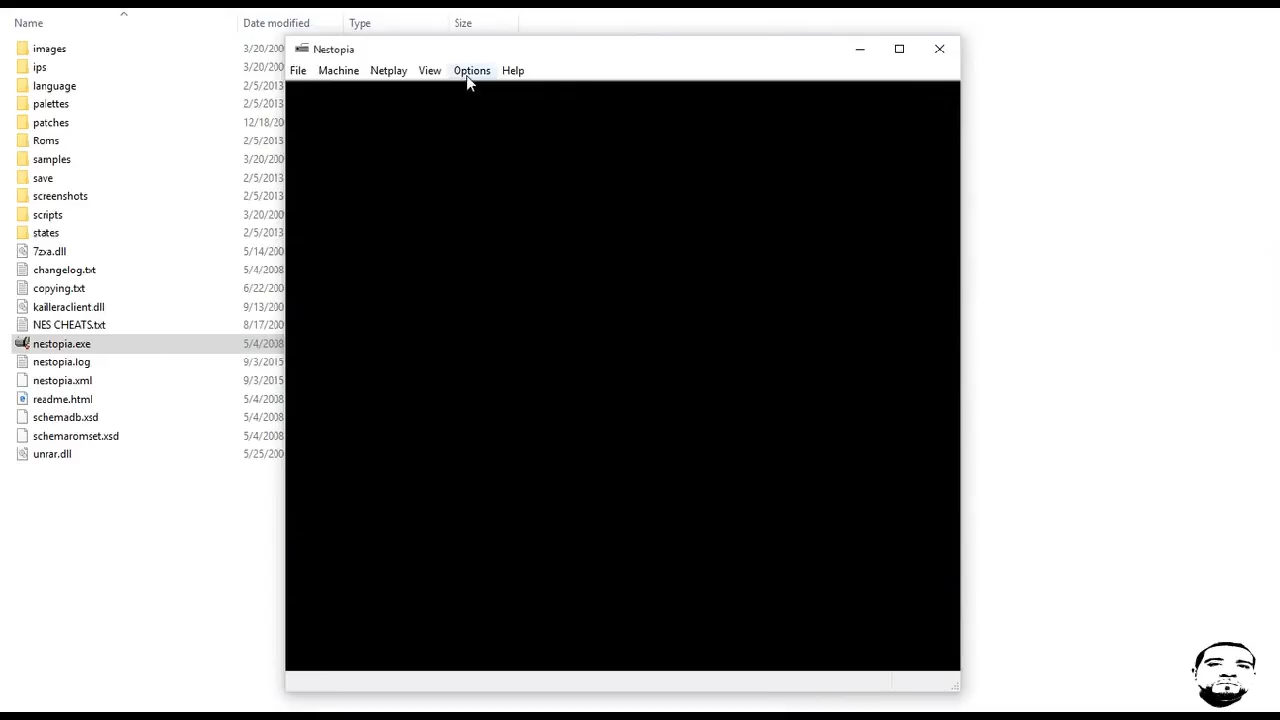 Name Date modified Type Size
images 3/20/200
ips 3/20/200
language 2/5/2013
palettes 2/5/2013
patches 12/18/20
Roms 2/5/2013
samples 3/20/200
save 2/5/2013
screenshots 2/5/2013
scripts 3/20/200
states 2/5/2013
7zxa.dll 5/14/200
changelog.txt 5/4/2008
copying.txt 6/22/200
kailleraclient.dll 9/13/200
NES CHEATS.txt 8/17/20
nestopia.exe 5/4/2008
nestopia.log 9/3/2015
nestopia.xml 9/3/2015
readme.html 5/4/2008
schemadb.xsd 5/4/2008
schemaromset.xsd 5/4/2008
unrar.dll 5/25/200
Nestopia
File Machine Netplay View Options Help